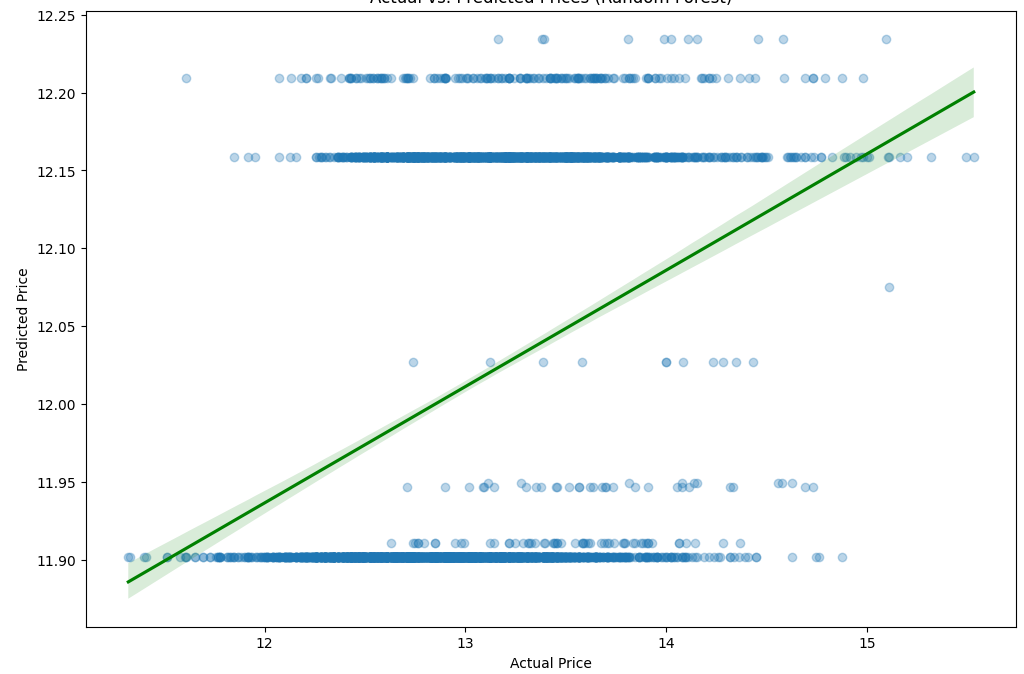 Actual vs. Predicted Prices (Random Forest)
12.25
12.20
12.15
12.10
12.05
12.00
11.95
11.90
Predicted Price
12 13 14 15
Actual Price